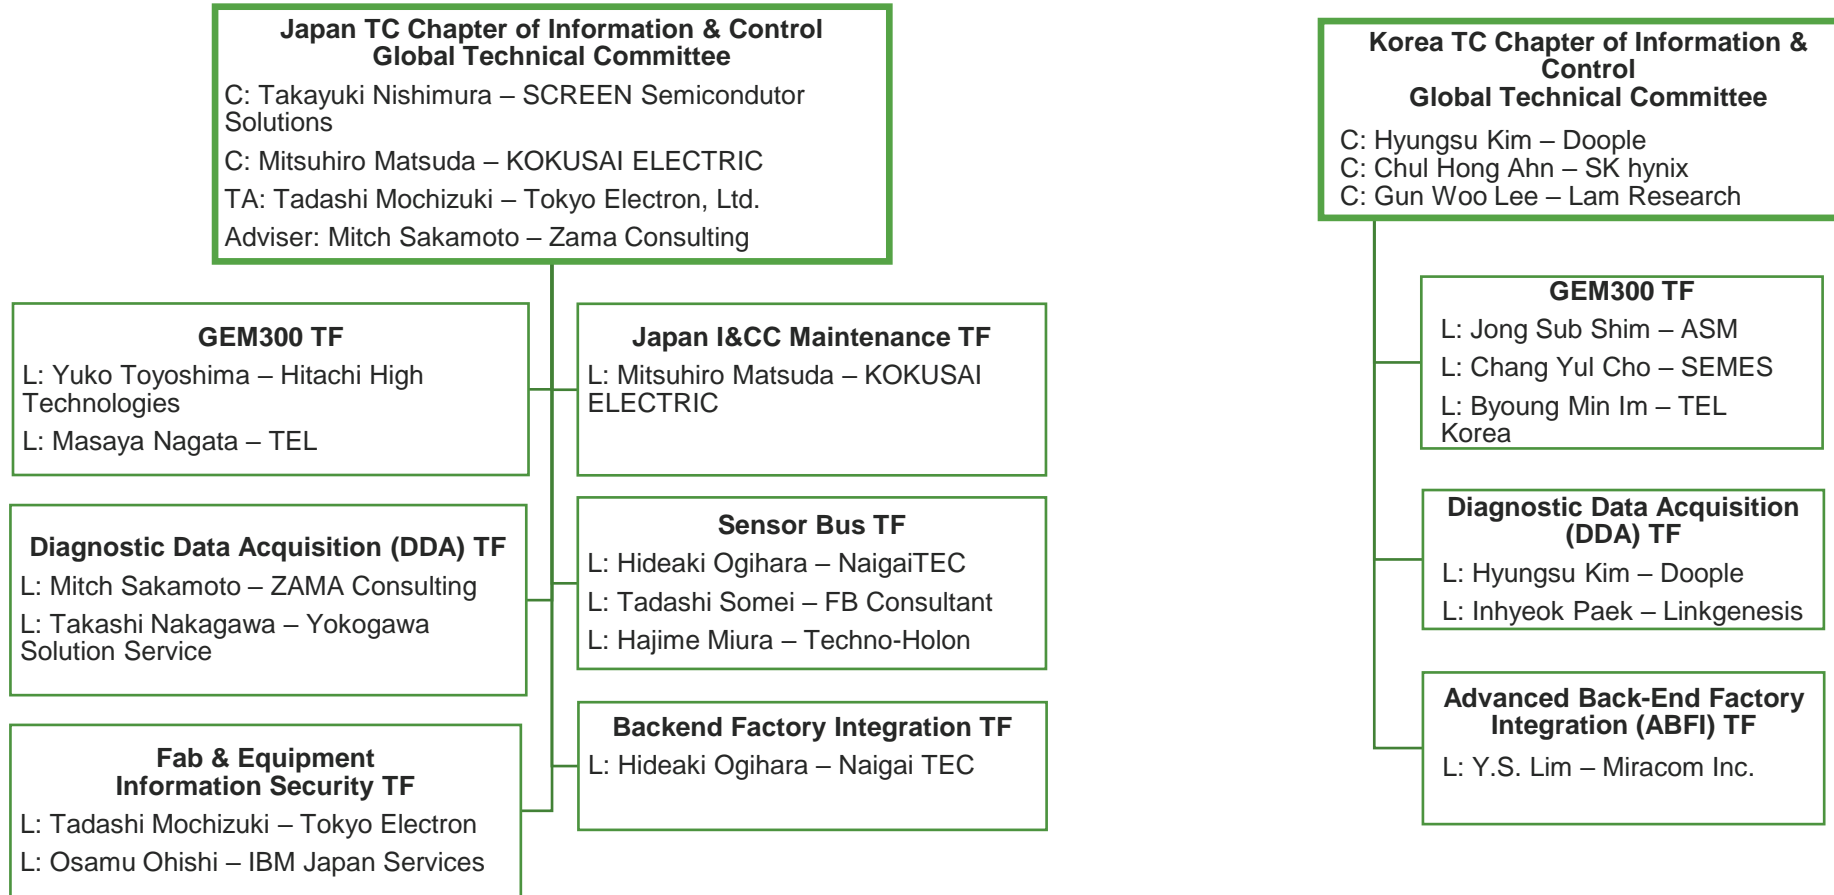 Japan TC Chapter of Information & Control
Global Technical Committee
C: Takayuki Nishimura – SCREEN Semicondutor
Solutions
C: Mitsuhiro Matsuda – KOKUSAI ELECTRIC
TA: Tadashi Mochizuki – Tokyo Electron, Ltd.
Adviser: Mitch Sakamoto – Zama Consulting
GEM300 TF
L: Yuko Toyoshima – Hitachi High
Technologies
L: Masaya Nagata – TEL
Japan I&CC Maintenance TF
L: Mitsuhiro Matsuda – KOKUSAI
ELECTRIC
Diagnostic Data Acquisition (DDA) TF
L: Mitch Sakamoto – ZAMA Consulting
L: Takashi Nakagawa – Yokogawa
Solution Service
Sensor Bus TF
L: Hideaki Ogihara – NaigaiTEC
L: Tadashi Somei – FB Consultant
L: Hajime Miura – Techno-Holon
Fab & Equipment
Information Security TF
L: Tadashi Mochizuki – Tokyo Electron
L: Osamu Ohishi – IBM Japan Services
Backend Factory Integration TF
L: Hideaki Ogihara – Naigai TEC
Korea TC Chapter of Information &
Control
Global Technical Committee
C: Hyungsu Kim – Doople
C: Chul Hong Ahn – SK hynix
C: Gun Woo Lee – Lam Research
GEM300 TF
L: Jong Sub Shim – ASM
L: Chang Yul Cho – SEMES
L: Byoung Min Im – TEL
Korea
Diagnostic Data Acquisition
(DDA) TF
L: Hyungsu Kim – Doople
L: Inhyeok Paek – Linkgenesis
Advanced Back-End Factory
Integration (ABFI) TF
L: Y.S. Lim – Miracom Inc.